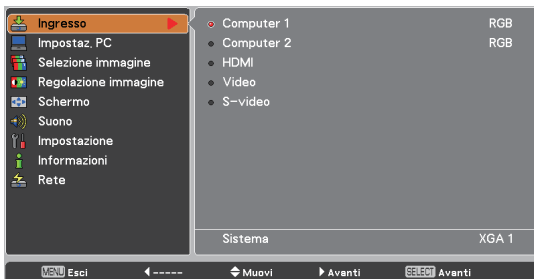 Ingresso
Impostaz. PC
Selezione immagine
Regolazione immagine
Schermo
Suono
Impostazione
Informazioni
Rete
Computer 1 RGB
Computer 2 RGB
HDMI
Video
S-video
Sistema XGA 1
MENU Esci ----- Muovi Avanti SELECT Avanti